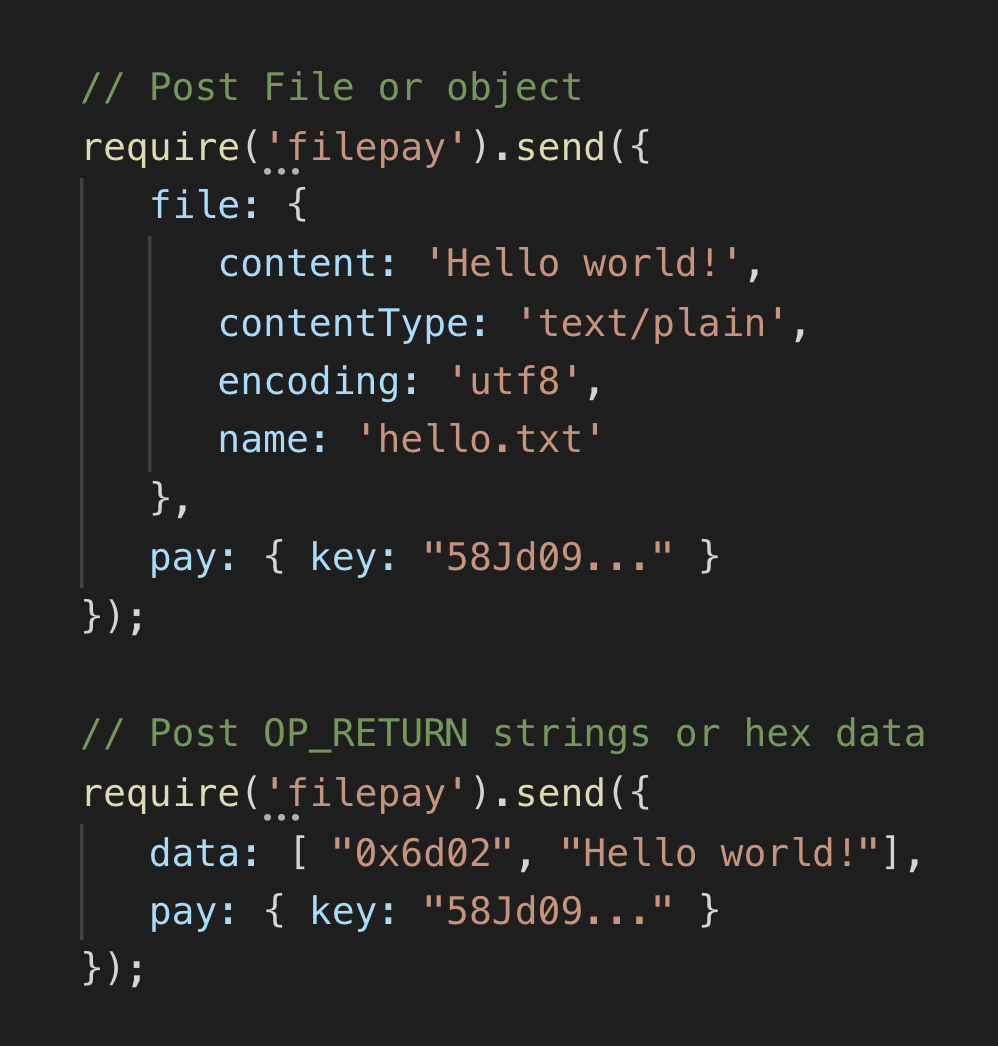 // Post File or object
require('filepay').send({
   file: {
      content: 'Hello world!',
      contentType: 'text/plain',
      encoding: 'utf8',
      name: 'hello.txt'
   },
   pay: { key: "58Jd09..." }
});

// Post OP_RETURN strings or hex data
require('filepay').send({
   data: [ "0x6d02", "Hello world!"],
   pay: { key: "58Jd09..." }
});